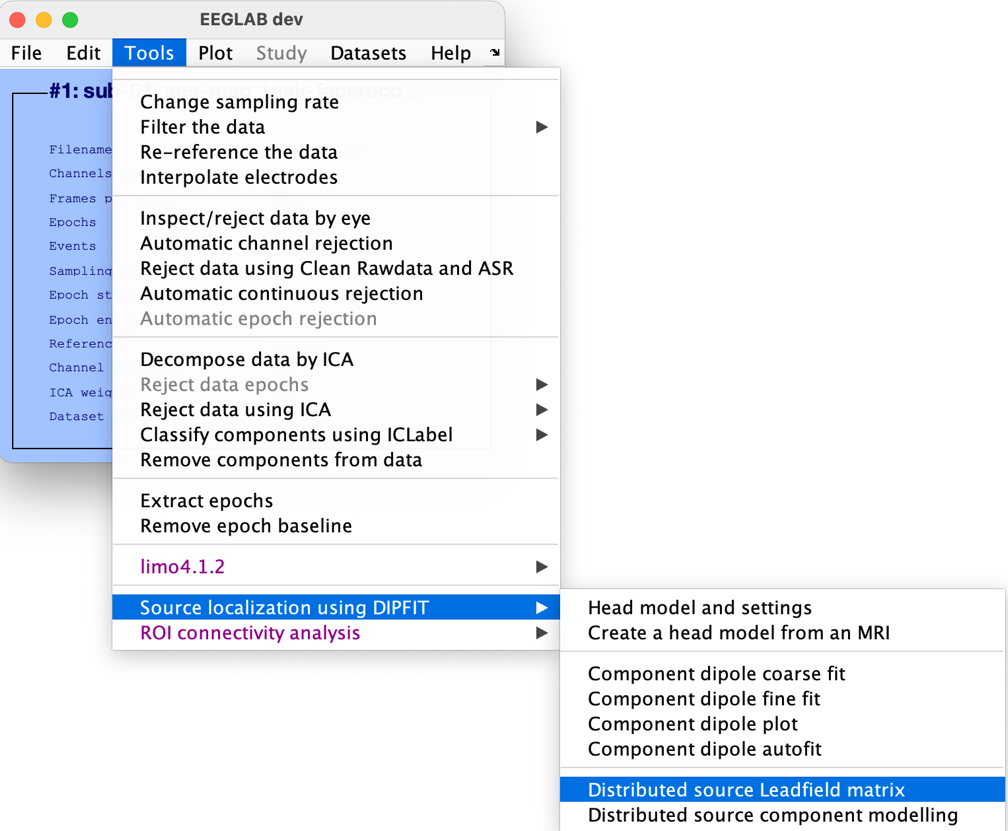 EEGLAB dev
File Edit Tools Plot Study Datasets Help
#1: sub-01_ses-meg_task-facereco...
Filename
Channels
Frames p
Epochs
Events
Sampling
Epoch st
Epoch en
Referenc
Channel
ICA weig
Dataset
Change sampling rate
Filter the data
Re-reference the data
Interpolate electrodes
Inspect/reject data by eye
Automatic channel rejection
Reject data using Clean Rawdata and ASR
Automatic continuous rejection
Automatic epoch rejection
Decompose data by ICA
Reject data epochs
Reject data using ICA
Classify components using ICLabel
Remove components from data
Extract epochs
Remove epoch baseline
limo4.1.2
Source localization using DIPFIT
ROI connectivity analysis
Head model and settings
Create a head model from an MRI
Component dipole coarse fit
Component dipole fine fit
Component dipole plot
Component dipole autofit
Distributed source Leadfield matrix
Distributed source component modelling